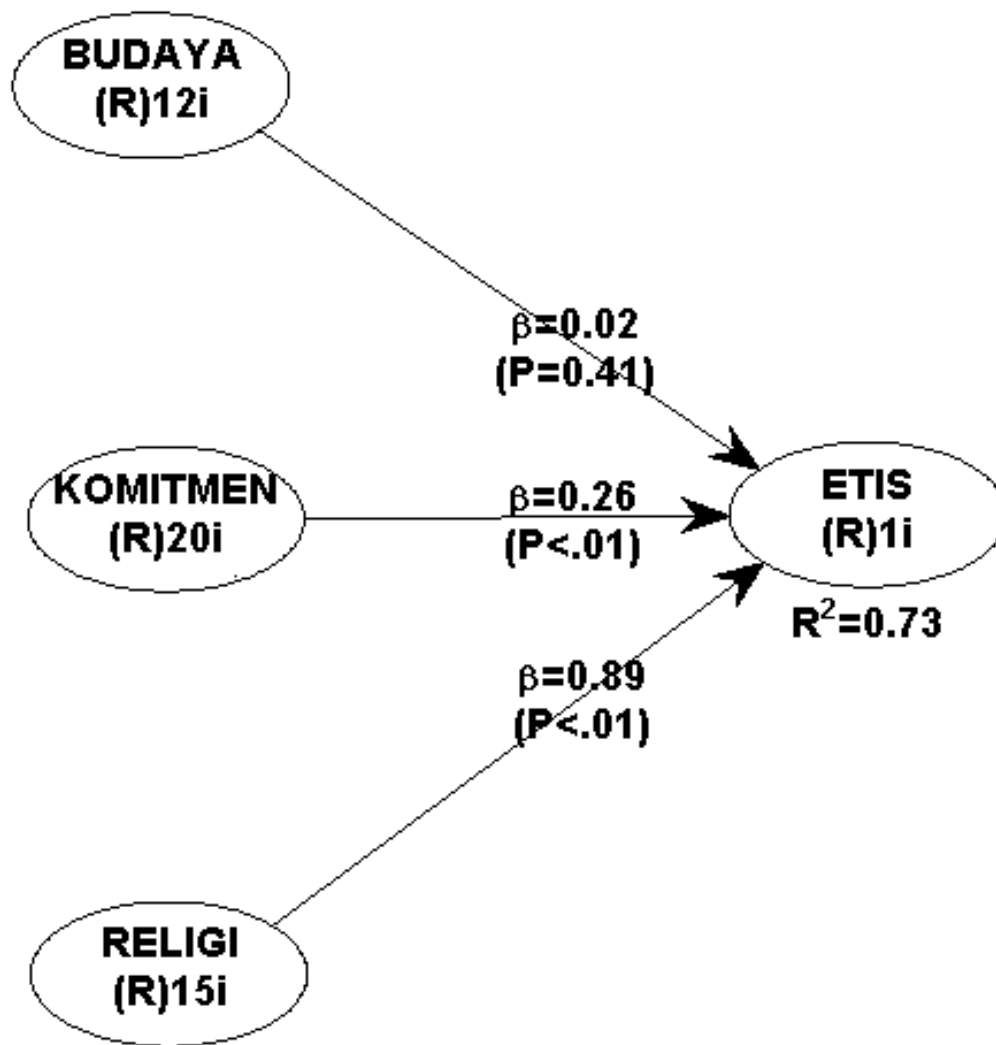 BUDAYA
(R)12i
β=0.02
(P=0.41)
KOMITMEN
(R)20i
β=0.26
(P<.01)
ETIS
(R)1i
R²=0.73
β=0.89
(P<.01)
RELIGI
(R)15i